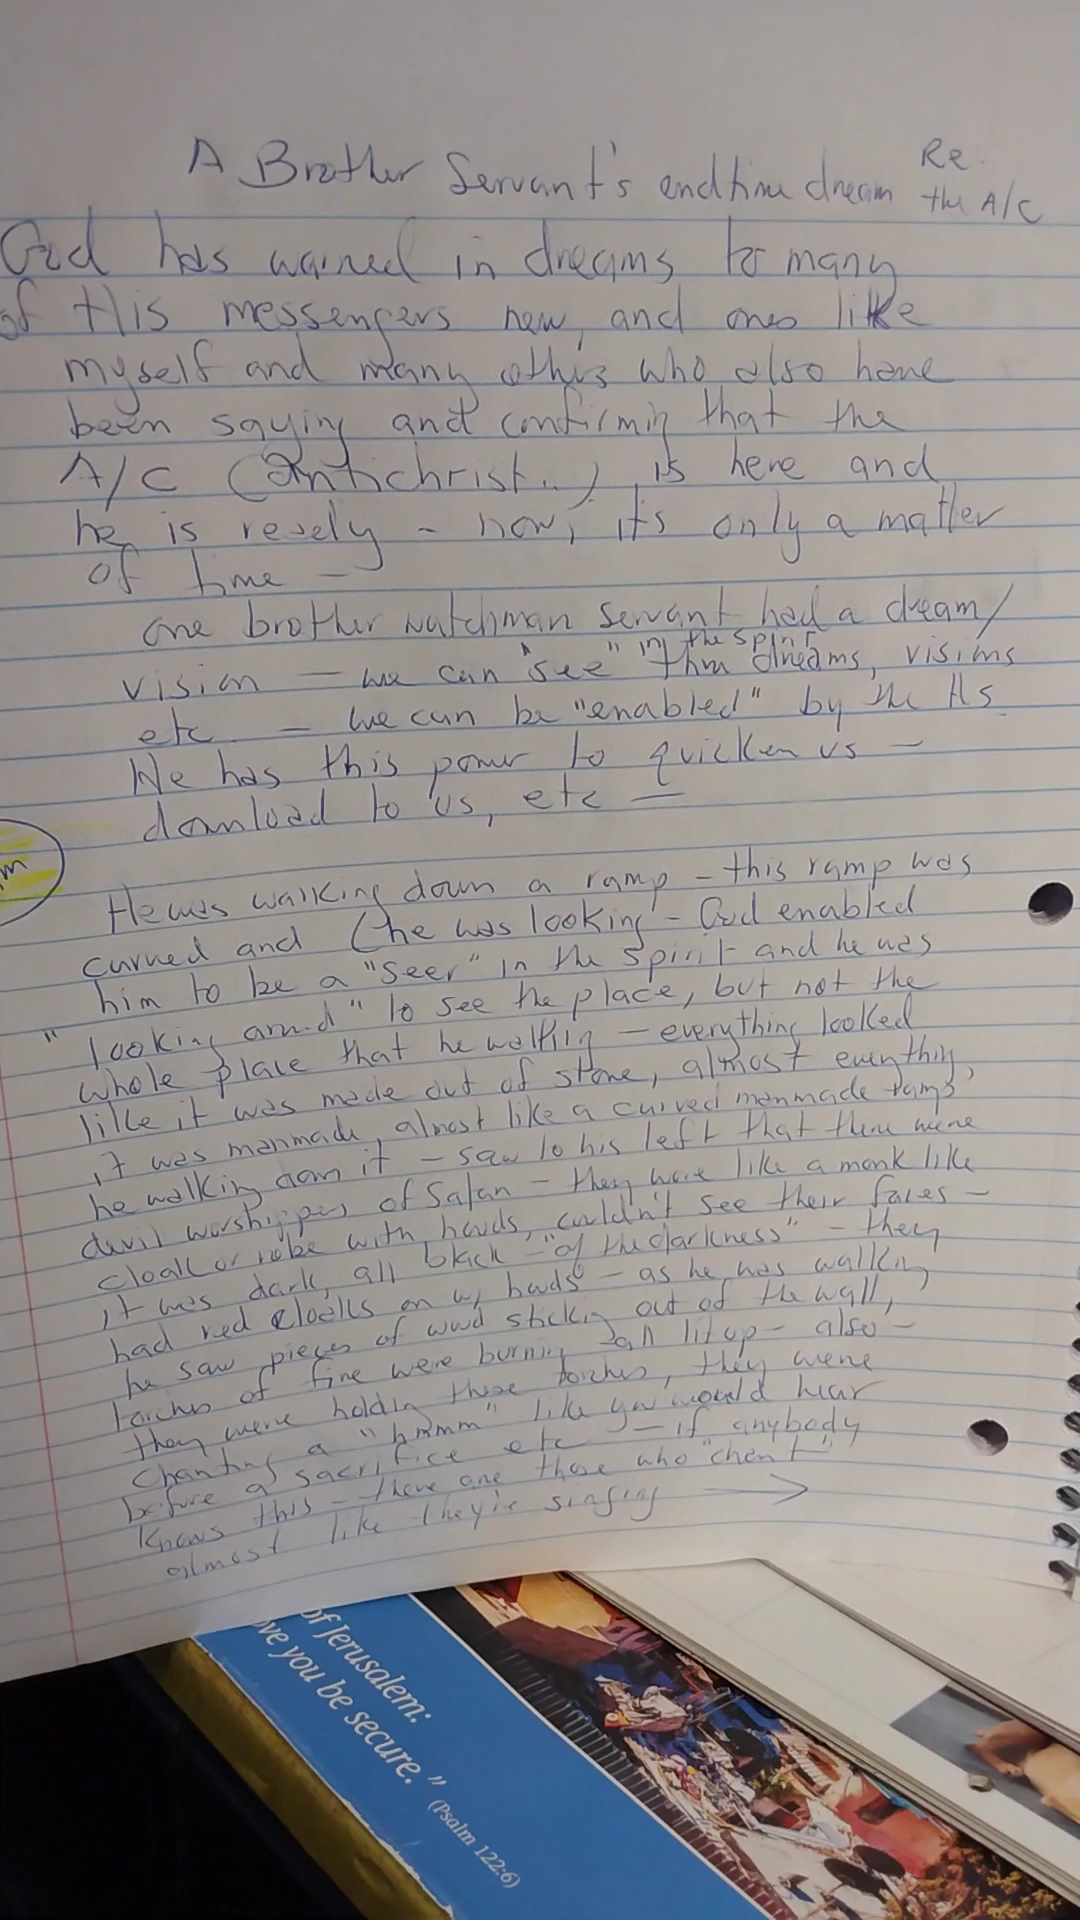 A Brother Servant's endtime dream Re.
the A/C
God has warned in dreams to many
of His messengers now, and ones like
myself and many others who also have
been saying and confirming that the
A/C (Antichrist..) is here and
he is ready - now, it's only a matter
of time -
one brother watchman servant had a dream/
vision - we can "see" "in the spirit" thru dreams, visions
etc - we can be "enabled" by the HS.
He has this power to quicken us -
download to us, etc -
He was walking down a ramp - this ramp was
curved and (he was looking - God enabled
him to be a "seer" in the spirit and he was
"looking around" to see the place, but not the
whole place that he walking - everything looked
like it was made out of stone, almost everything,
it was manmade, almost like a curved manmade ramp
he walking down it - saw to his left that there were
devil worshippers of Satan - they were like a monk like
cloak or robe with hoods, couldn't see their faces -
it was dark, all black - "of the darkness" - they
had red cloaks on w/ hoods - as he was walking
he saw pieces of wood sticking out of the wall,
torches of fire were burning all lit up - also -
they were holding these torches, they were
chanting a "hmmm" like you would hear
before a sacrifice etc - if anybody
knows this - there are those who "chant"
almost like they're singing →
of Jerusalem:
ve you be secure."
(Psalm 122:6)